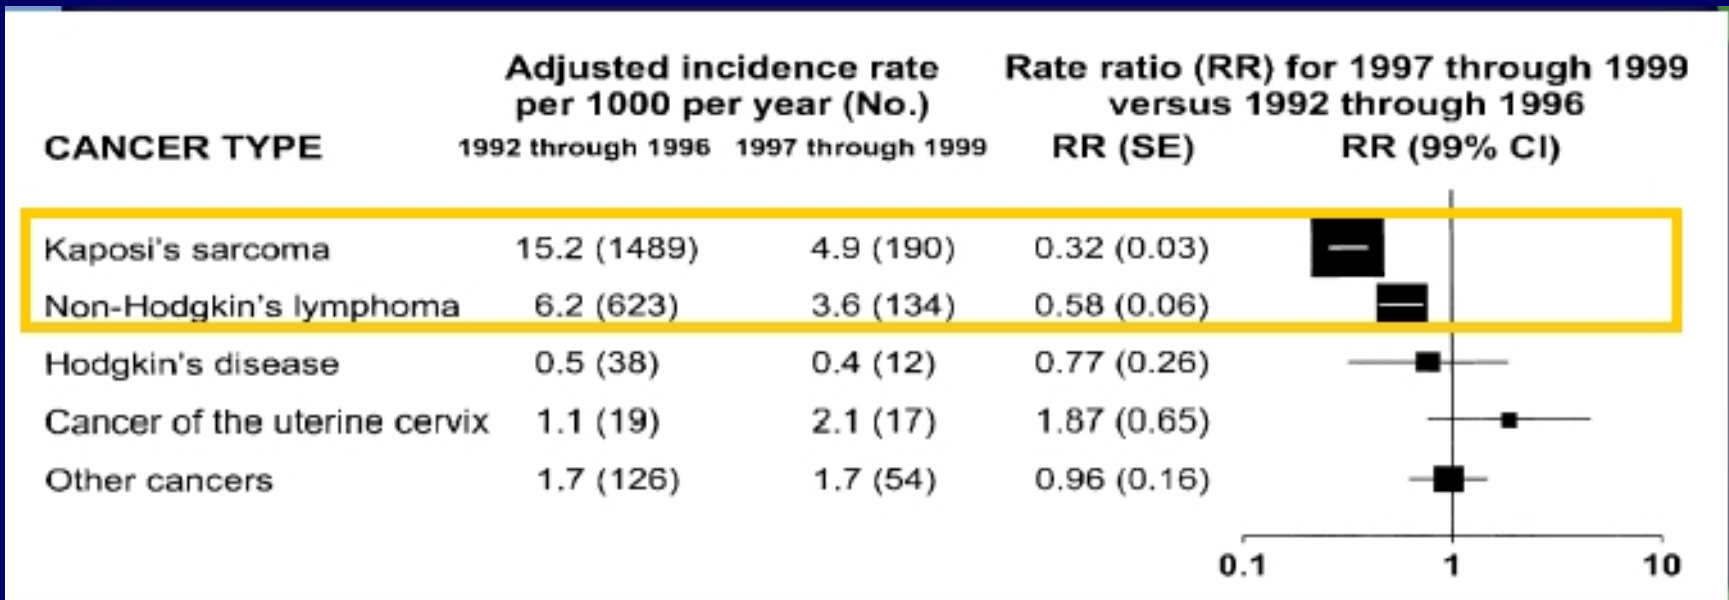 Adjusted incidence rate per 1000 per year (No.)
Rate ratio (RR) for 1997 through 1999 versus 1992 through 1996
CANCER TYPE 1992 through 1996 1997 through 1999 RR (SE) RR (99% CI)
Kaposi's sarcoma 15.2 (1489) 4.9 (190) 0.32 (0.03)
Non-Hodgkin's lymphoma 6.2 (623) 3.6 (134) 0.58 (0.06)
Hodgkin's disease 0.5 (38) 0.4 (12) 0.77 (0.26)
Cancer of the uterine cervix 1.1 (19) 2.1 (17) 1.87 (0.65)
Other cancers 1.7 (126) 1.7 (54) 0.96 (0.16)
0.1 1 10